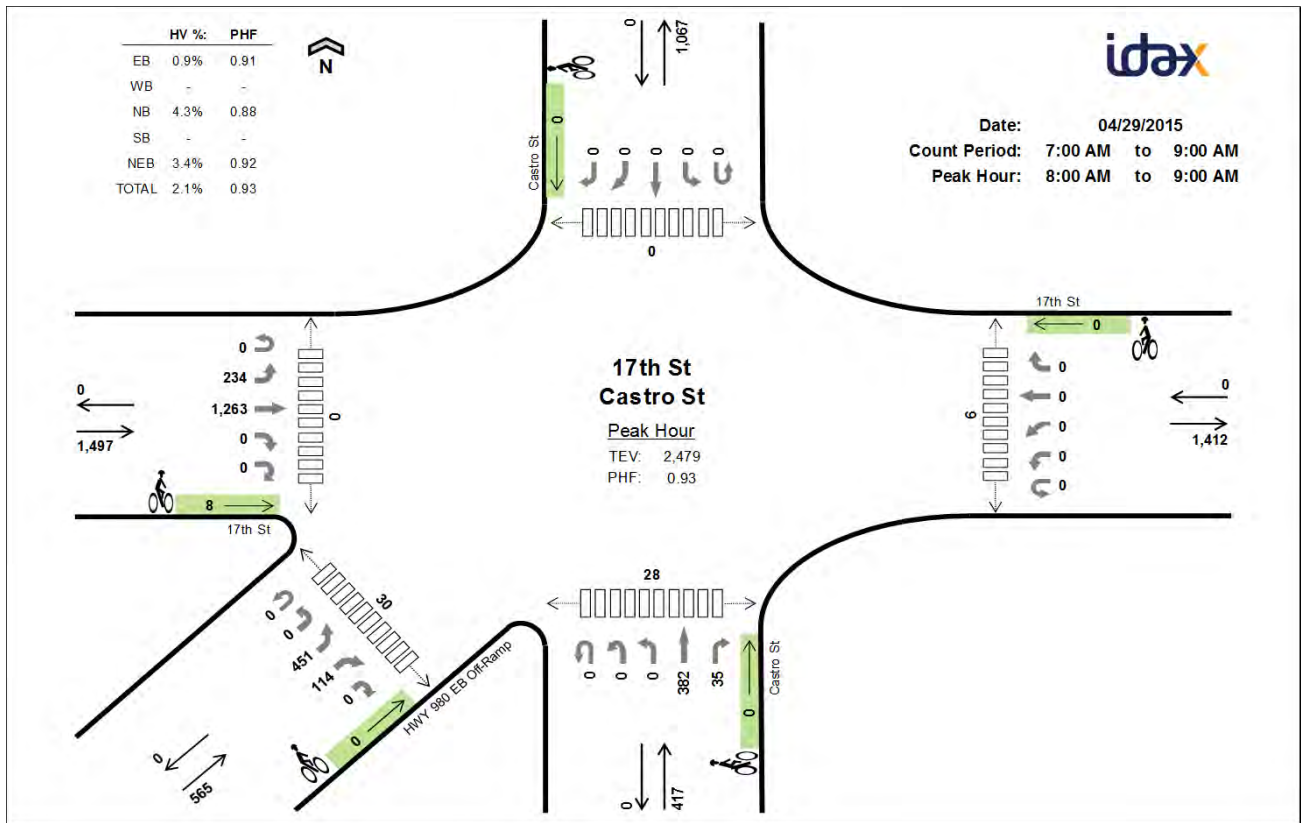 HV %: PHF
EB 0.9% 0.91
WB - -
NB 4.3% 0.88
SB - -
NEB 3.4% 0.92
TOTAL 2.1% 0.93
N
idax
Date: 04/29/2015
Count Period: 7:00 AM to 9:00 AM
Peak Hour: 8:00 AM to 9:00 AM
0
1,067
0
Castro St
0 0 0 0 0
0
17th St
0
0
0
0
0
0
6
0
1,412
17th St
Castro St
Peak Hour
TEV: 2,479
PHF: 0.93
0
234
1,263
0
0
0
0
1,497
8
17th St
30
0
0
451
114
0
0
HWY 980 EB Off-Ramp
0
565
28
0 0 0 382 35
0
Castro St
0
417